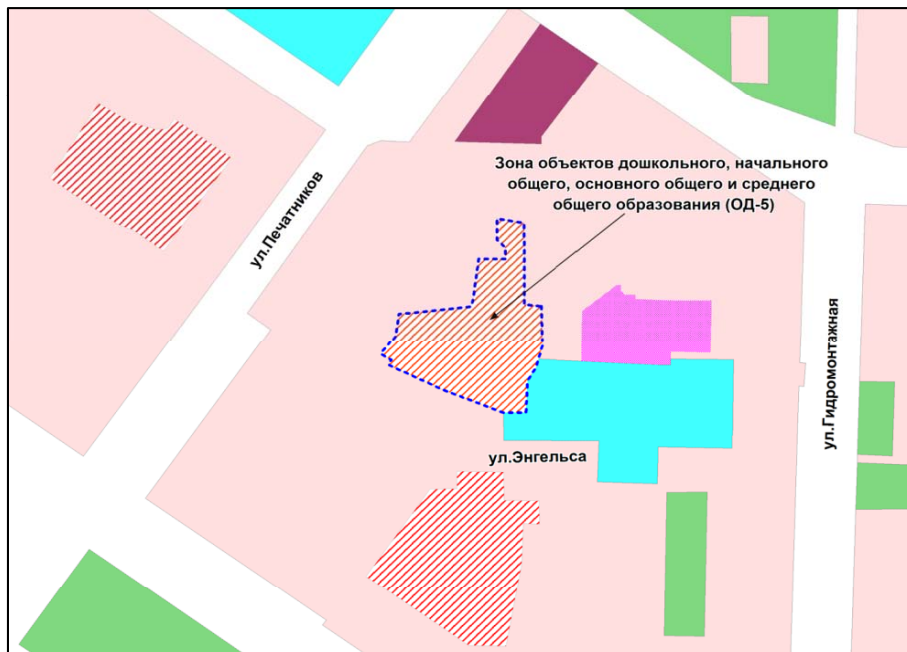 Зона объектов дошкольного, начального
общего, основного общего и среднего
общего образования (ОД-5)
ул.Печатников
ул.Гидромонтажная
ул.Энгельса